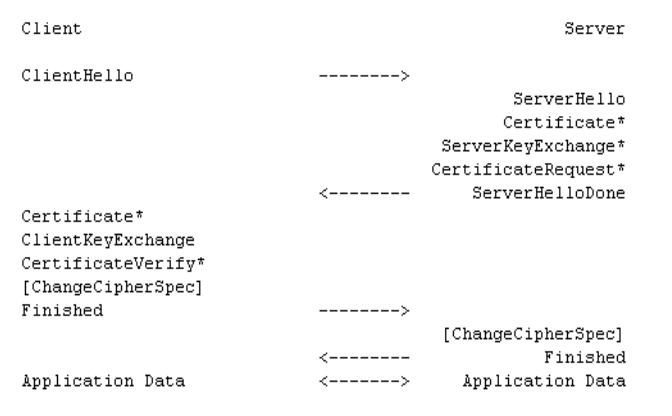 Client Server
ClientHello -------->
ServerHello
Certificate*
ServerKeyExchange*
CertificateRequest*
<-------- ServerHelloDone
Certificate*
ClientKeyExchange
CertificateVerify*
[ChangeCipherSpec]
Finished -------->
[ChangeCipherSpec]
<-------- Finished
Application Data <-------> Application Data